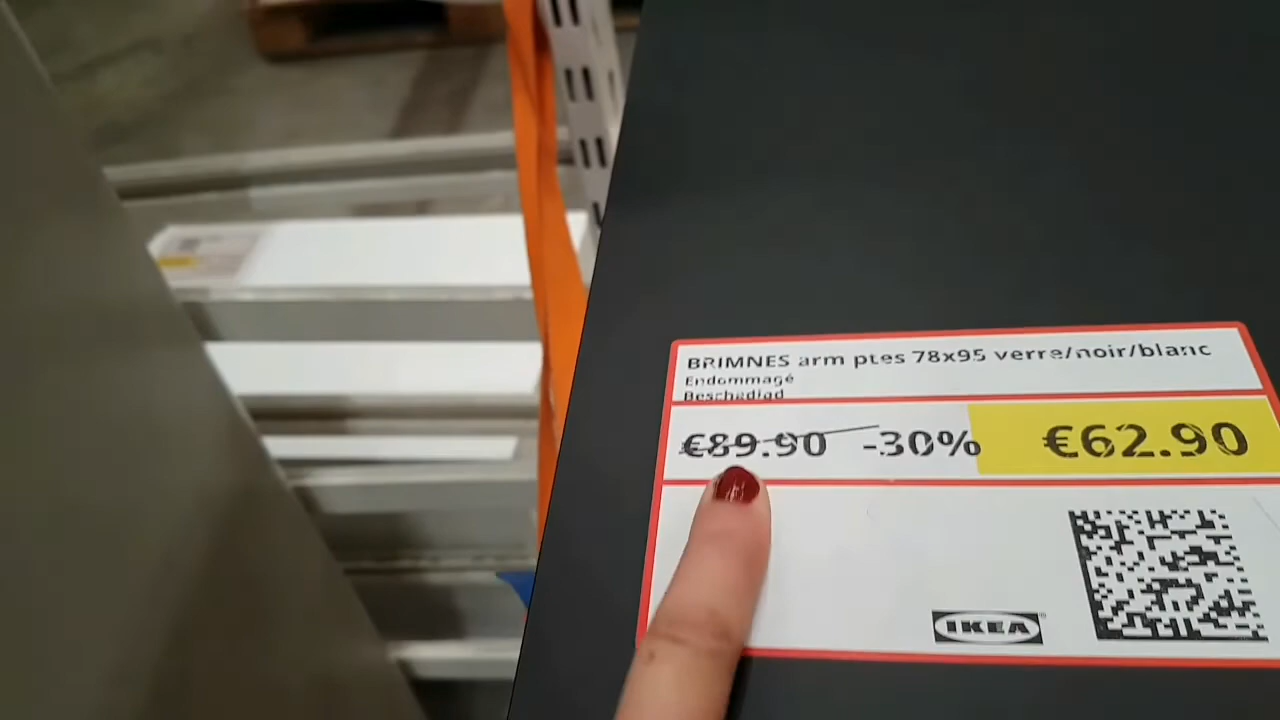 BRIMNES arm ptes 78x95 verre/noir/blanc
Endommagé
Beschadigd
€89.90 -30% €62.90
IKEA